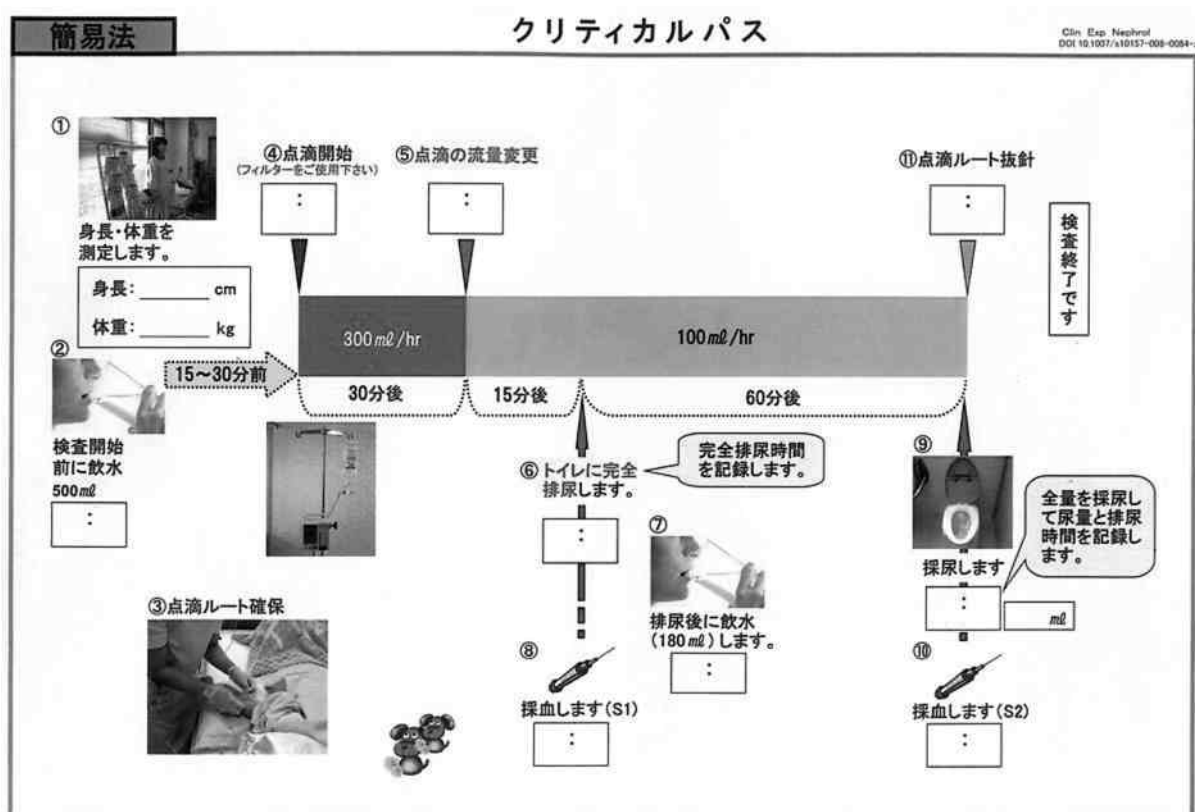 簡易法
クリティカルパス
Clin Exp Nephrol
DOI 10.1007/s10157-008-0084-
①
身長・体重を
測定します。
身長: cm
体重: kg
②
15〜30分前
検査開始
前に飲水
500㎖
:
③点滴ルート確保
④点滴開始
(フィルターをご使用下さい)
:
⑤点滴の流量変更
:
⑪点滴ルート抜針
:
検査終了です
300㎖/hr
100㎖/hr
30分後
15分後
60分後
⑥トイレに完全
排尿します。
:
完全排尿時間
を記録します。
⑦
排尿後に飲水
(180㎖)します。
:
⑧
採血します(S1)
:
⑨
採尿します
:
㎖
全量を採尿し
て尿量と排尿
時間を記録し
ます。
⑩
採血します(S2)
: